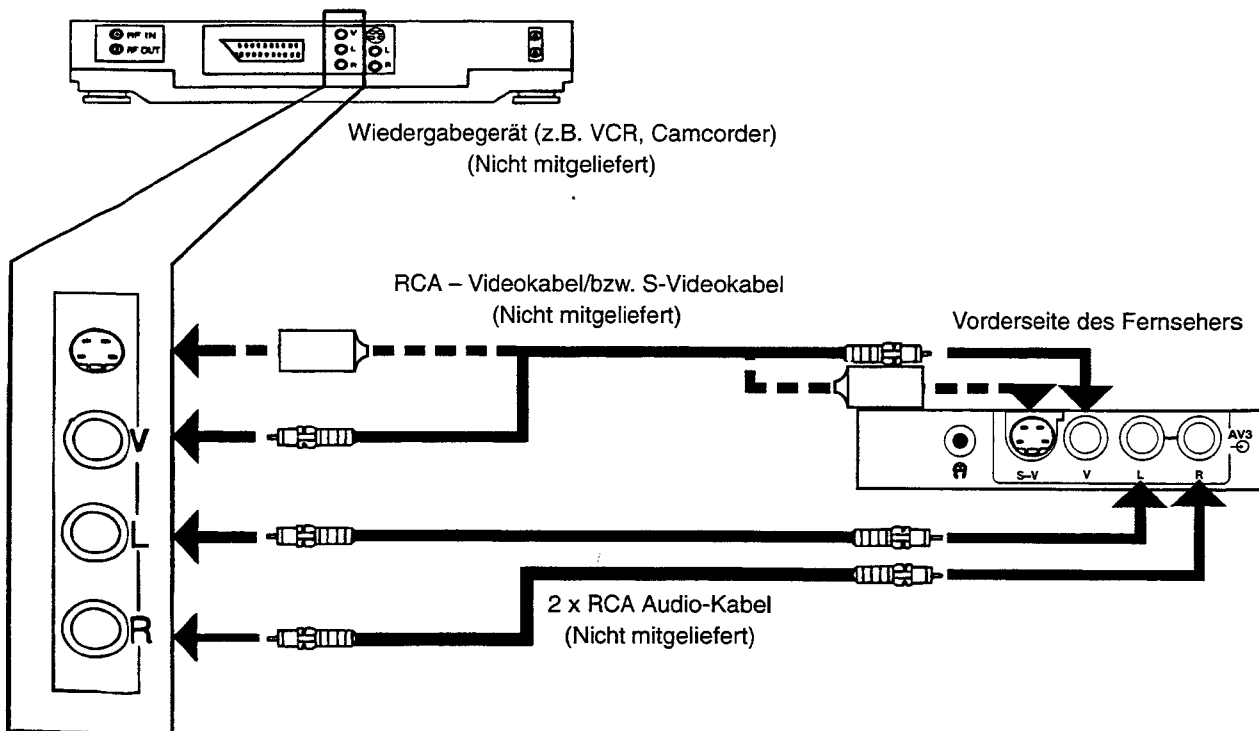 RF IN
RF OUT
V
L
R
L
R
Wiedergabegerät (z.B. VCR, Camcorder)
(Nicht mitgeliefert)
RCA – Videokabel/bzw. S-Videokabel
(Nicht mitgeliefert)
Vorderseite des Fernsehers
V
L
R
S–V
V
L
R
AV3
2 x RCA Audio-Kabel
(Nicht mitgeliefert)